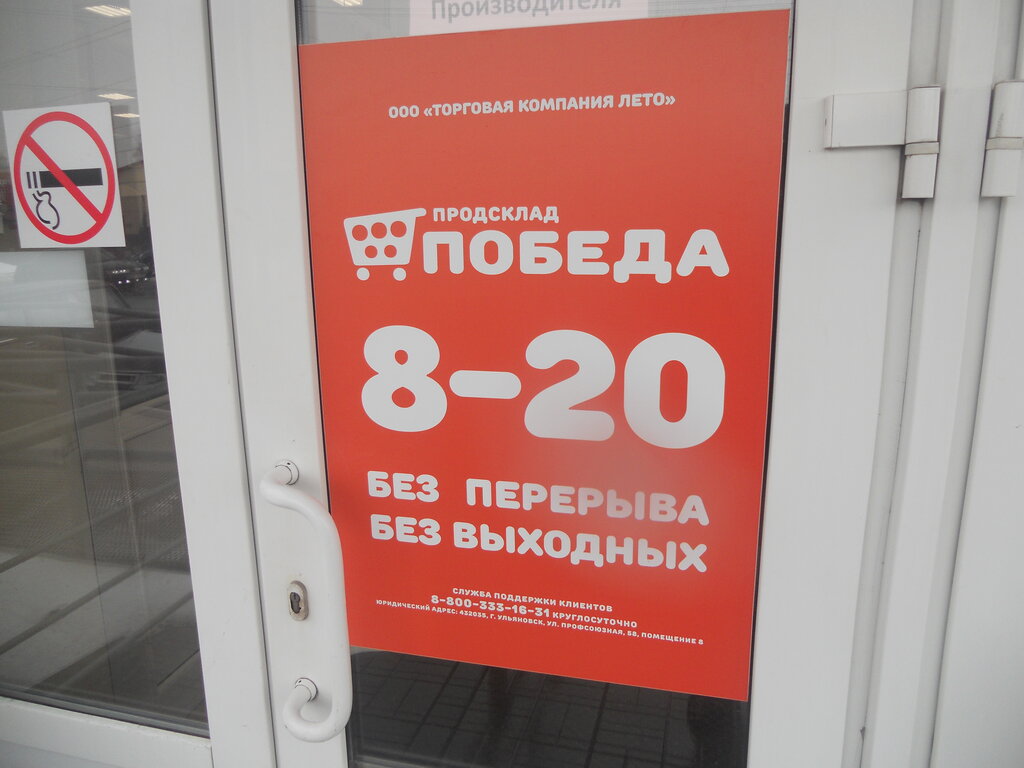 Производителя
ООО «ТОРГОВАЯ КОМПАНИЯ ЛЕТО»
ПРОДСКЛАД
ПОБЕДА
8-20
БЕЗ ПЕРЕРЫВА
БЕЗ ВЫХОДНЫХ
СЛУЖБА ПОДДЕРЖКИ КЛИЕНТОВ
8-800-333-16-31 КРУГЛОСУТОЧНО
ЮРИДИЧЕСКИЙ АДРЕС: 432035, Г. УЛЬЯНОВСК, УЛ. ПРОФСОЮЗНАЯ, 58, ПОМЕЩЕНИЕ 8